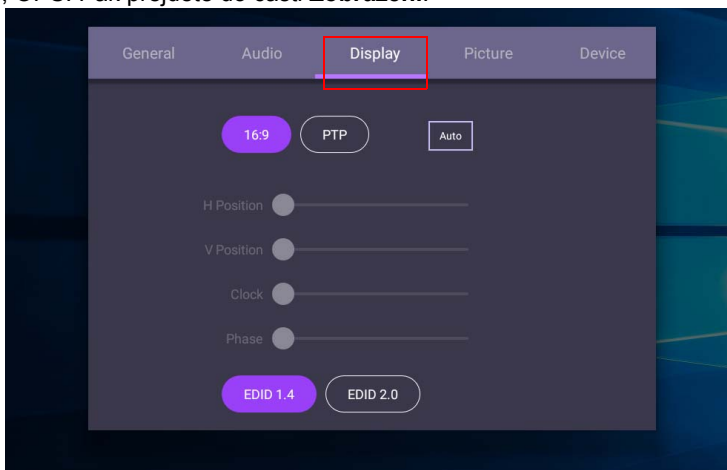 General Audio Display Picture Device
16:9 PTP Auto
H Position
V Position
Clock
Phase
EDID 1.4 EDID 2.0